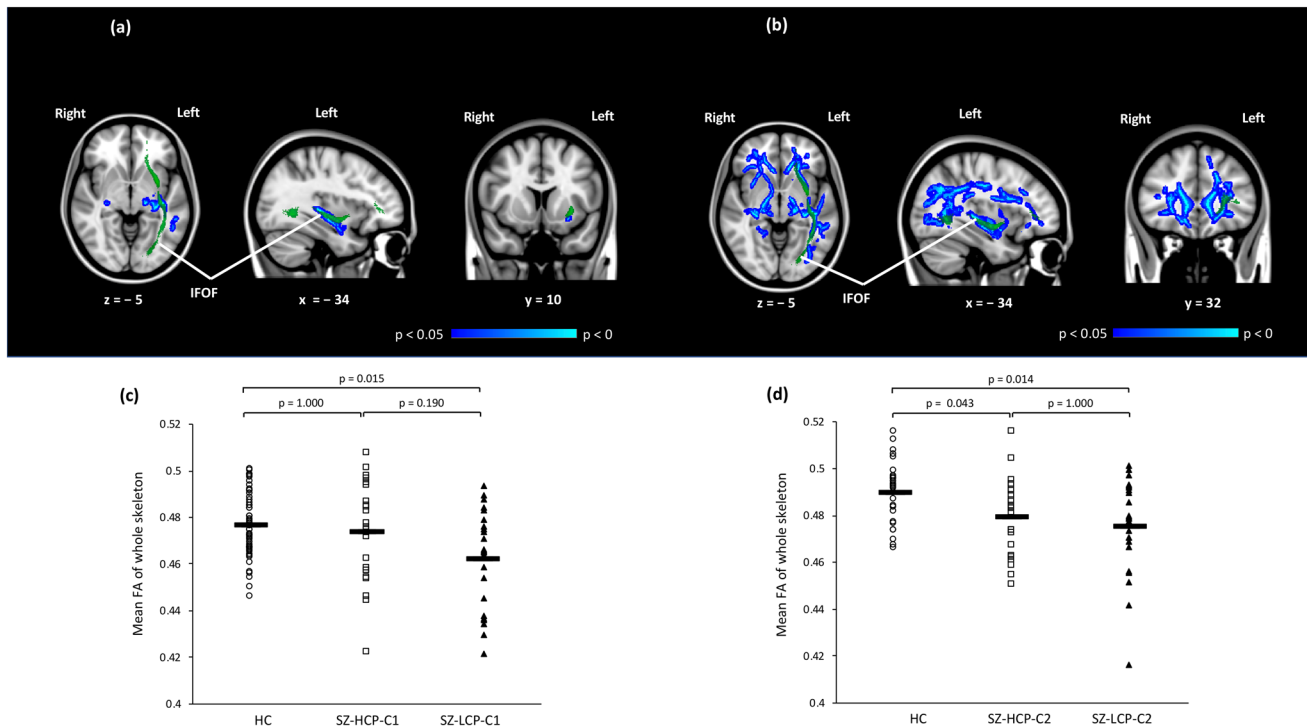 (a)
(b)
Right Left Left
Right Left Left
IFOF
IFOF
z = – 5 x = – 34 y = 10
z = – 5 x = – 34 y = 32
p < 0.05 p < 0
p < 0.05 p < 0
(c)
p = 0.015
p = 1.000 p = 0.190
Mean FA of whole skeleton
0.52
0.5
0.48
0.46
0.44
0.42
0.4
HC SZ-HCP-C1 SZ-LCP-C1
(d)
p = 0.014
p = 0.043 p = 1.000
Mean FA of whole skeleton
0.52
0.5
0.48
0.46
0.44
0.42
0.4
HC SZ-HCP-C2 SZ-LCP-C2